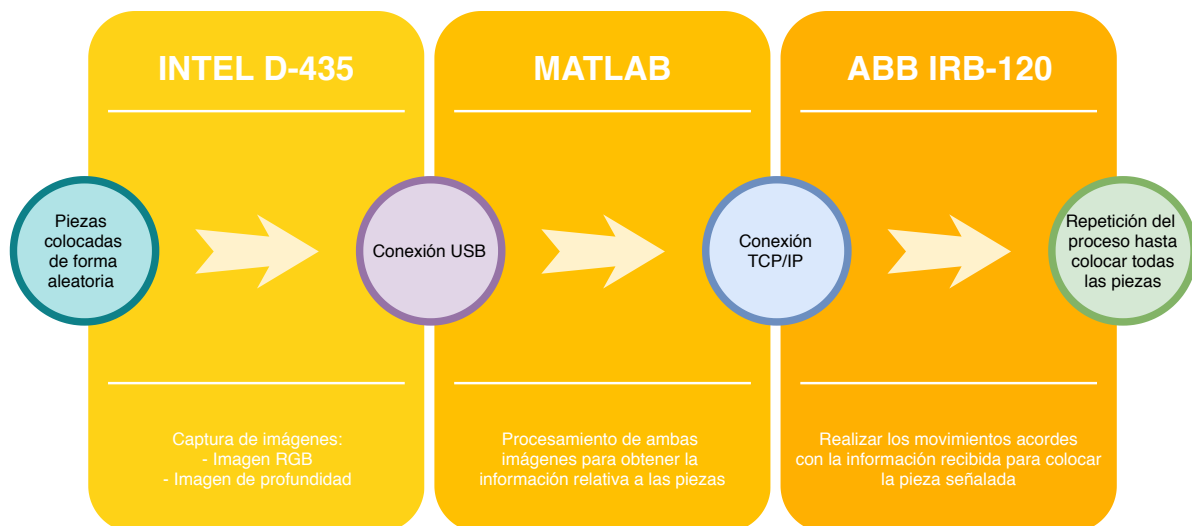 INTEL D-435
MATLAB
ABB IRB-120
Piezas
colocadas
de forma
aleatoria
Conexión USB
Conexión
TCP/IP
Repetición del
proceso hasta
colocar todas
las piezas
Captura de imágenes:
- Imagen RGB
- Imagen de profundidad
Procesamiento de ambas
imágenes para obtener la
información relativa a las piezas
Realizar los movimientos acordes
con la información recibida para colocar
la pieza señalada